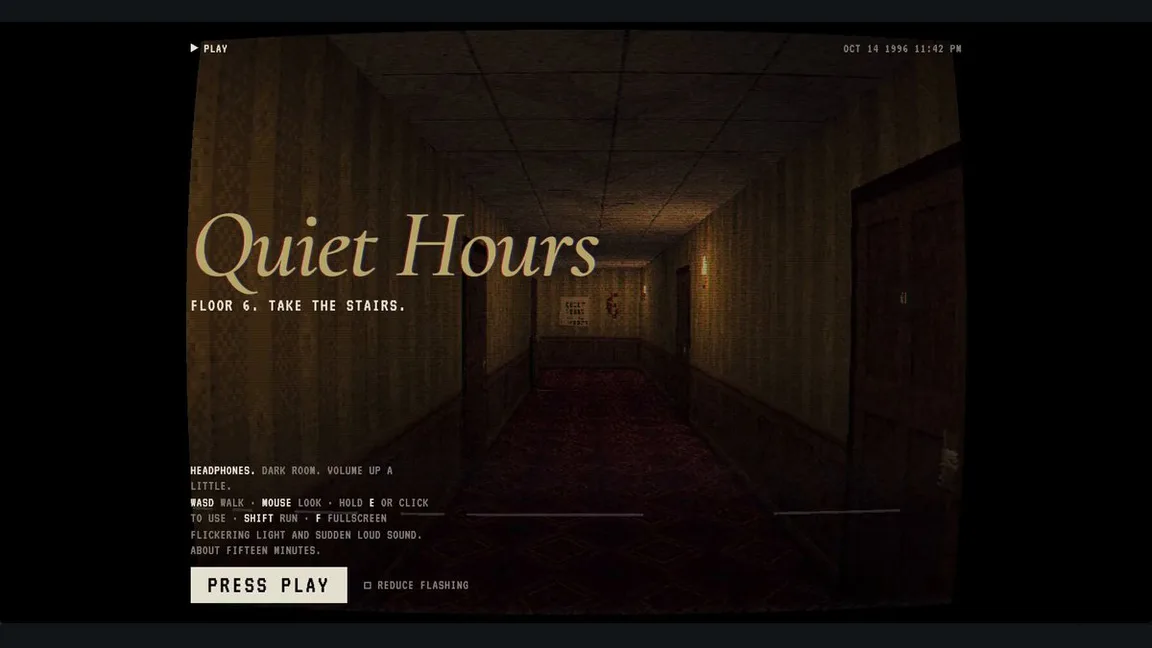 PLAY
OCT 14 1996 11:42 PM
Quiet Hours
FLOOR 6. TAKE THE STAIRS.
HEADPHONES. DARK ROOM. VOLUME UP A
LITTLE.
WASD WALK · MOUSE LOOK · HOLD E OR CLICK
TO USE · SHIFT RUN · F FULLSCREEN
FLICKERING LIGHT AND SUDDEN LOUD SOUND.
ABOUT FIFTEEN MINUTES.
PRESS PLAY
REDUCE FLASHING